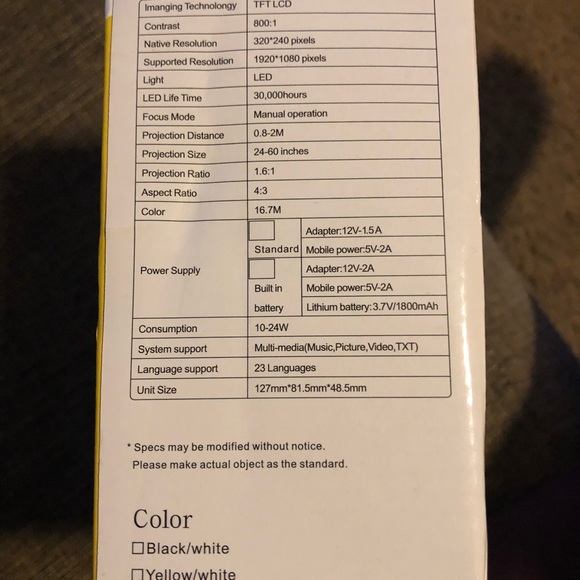 Imanging Technology TFT LCD
Contrast 800:1
Native Resolution 320*240 pixels
Supported Resolution 1920*1080 pixels
Light LED
LED Life Time 30,000hours
Focus Mode Manual operation
Projection Distance 0.8-2M
Projection Size 24-60 inches
Projection Ratio 1.6:1
Aspect Ratio 4:3
Color 16.7M
Power Supply
Standard
Adapter:12V-1.5A
Mobile power:5V-2A
Built in
battery
Adapter:12V-2A
Mobile power:5V-2A
Lithium battery:3.7V/1800mAh
Consumption 10-24W
System support Multi-media(Music,Picture,Video,TXT)
Language support 23 Languages
Unit Size 127mm*81.5mm*48.5mm
* Specs may be modified without notice.
Please make actual object as the standard.
Color
Black/white
Yellow/white